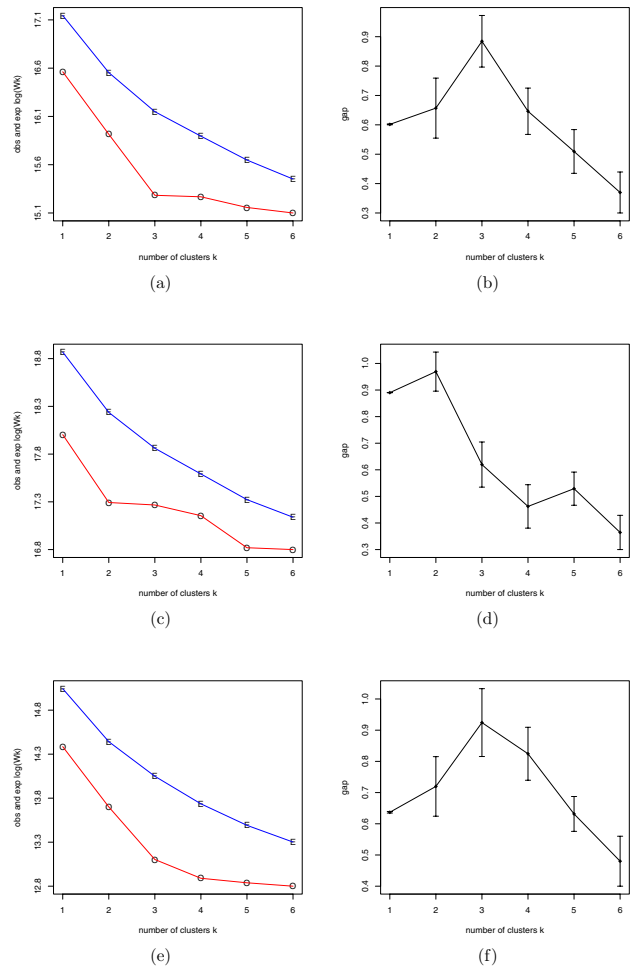 obs and exp log(Wk)
17.1
16.6
16.1
15.6
15.1
E E E E E E
1 2 3 4 5 6
number of clusters k
(a)
gap
0.9
0.8
0.7
0.6
0.5
0.4
0.3
1 2 3 4 5 6
number of clusters k
(b)
obs and exp log(Wk)
18.8
18.3
17.8
17.3
16.8
E E E E E E
1 2 3 4 5 6
number of clusters k
(c)
gap
1.0
0.9
0.8
0.7
0.6
0.5
0.4
0.3
1 2 3 4 5 6
number of clusters k
(d)
obs and exp log(Wk)
14.8
14.3
13.8
13.3
12.8
E E E E E E
1 2 3 4 5 6
number of clusters k
(e)
gap
1.0
0.9
0.8
0.7
0.6
0.5
0.4
1 2 3 4 5 6
number of clusters k
(f)